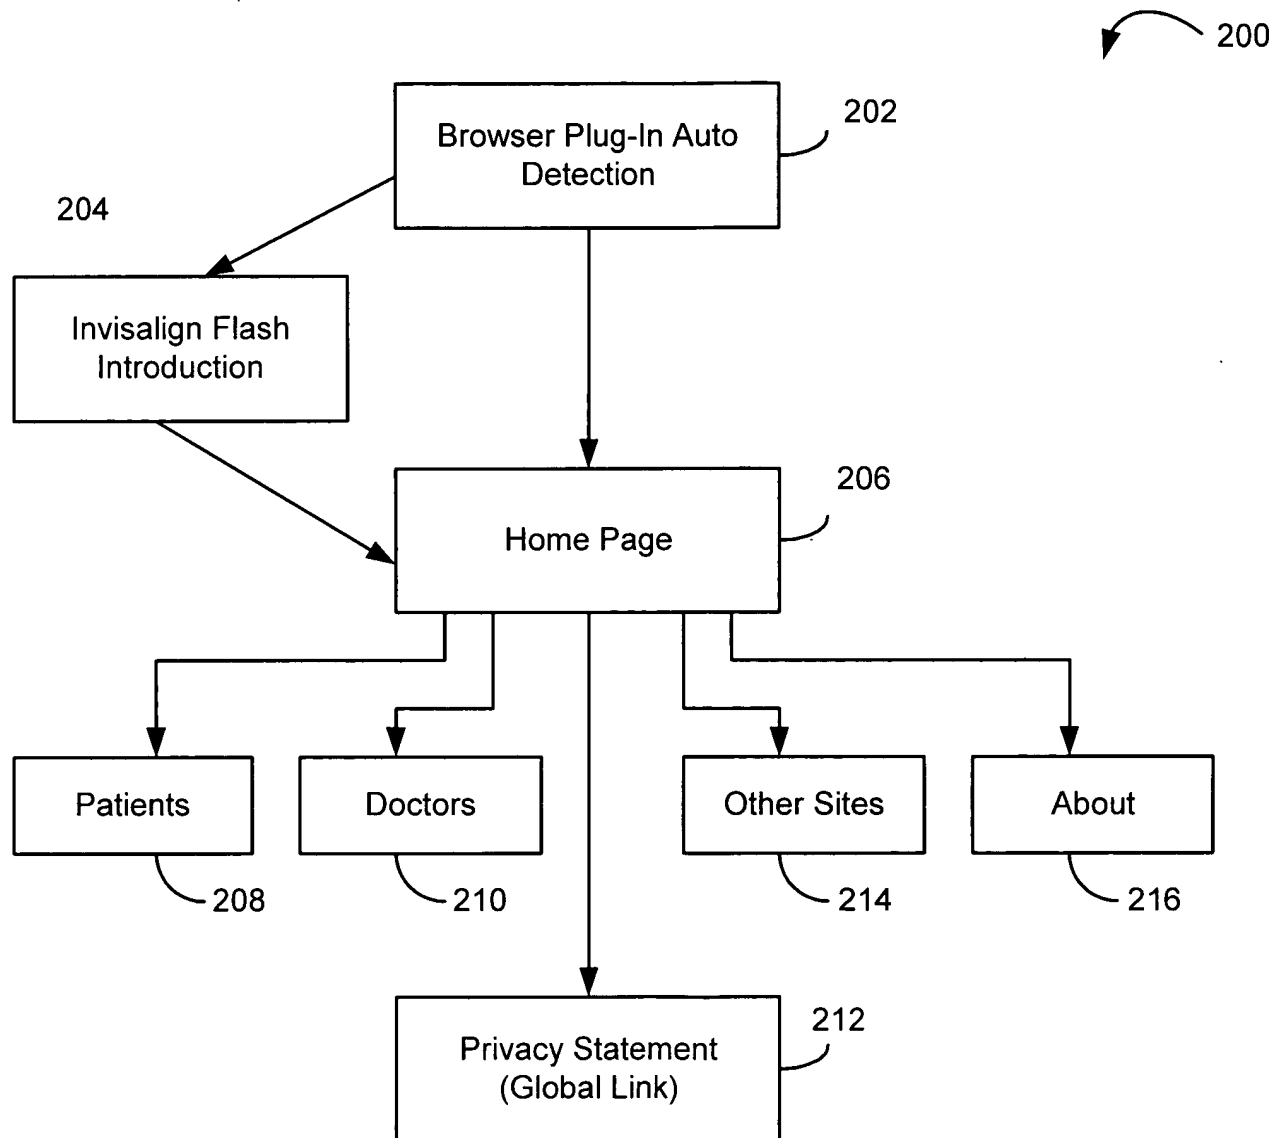 200
202
Browser Plug-In Auto
Detection
204
Invisalign Flash
Introduction
206
Home Page
Patients
Doctors
Other Sites
About
208
210
214
216
212
Privacy Statement
(Global Link)